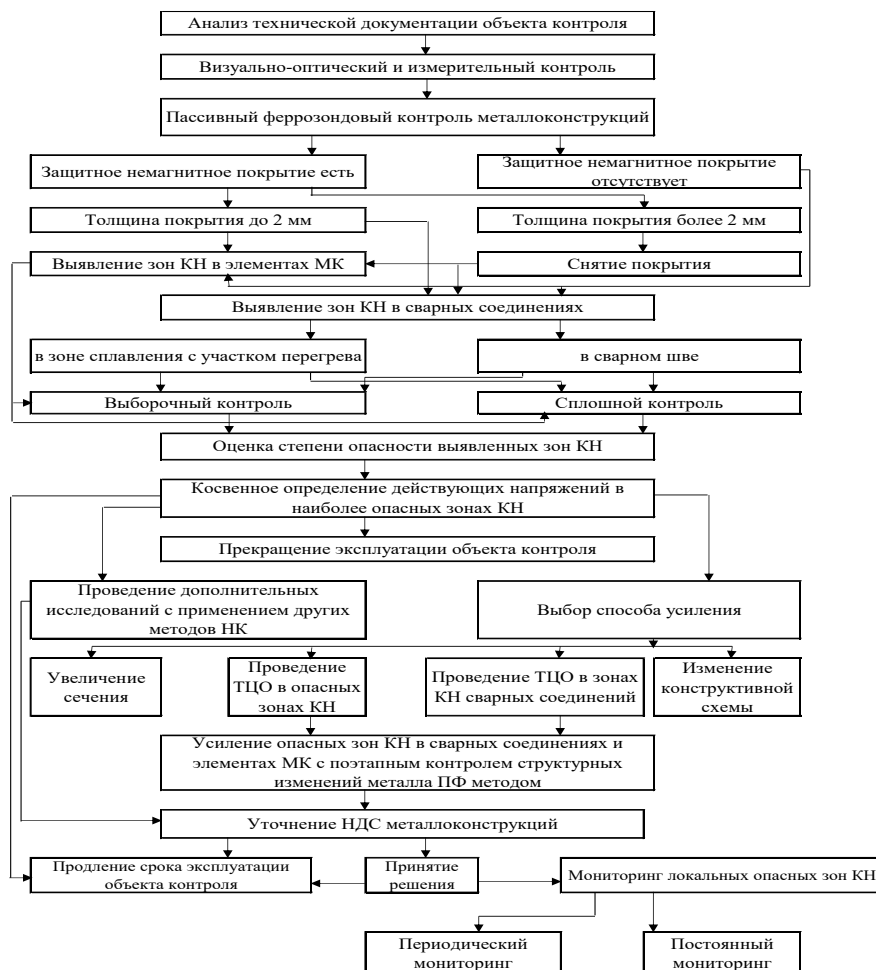 Анализ технической документации объекта контроля
Визуально-оптический и измерительный контроль
Пассивный феррозондовый контроль металлоконструкций
Защитное немагнитное покрытие есть
Защитное немагнитное покрытие
отсутствует
Толщина покрытия до 2 мм
Толщина покрытия более 2 мм
Выявление зон КН в элементах МК
Снятие покрытия
Выявление зон КН в сварных соединениях
в зоне сплавления с участком перегрева
в сварном шве
Выборочный контроль
Сплошной контроль
Оценка степени опасности выявленных зон КН
Косвенное определение действующих напряжений в
наиболее опасных зонах КН
Прекращение эксплуатации объекта контроля
Проведение дополнительных
исследований с применением других
методов НК
Выбор способа усиления
Увеличение
сечения
Проведение
ТЦО в опасных
зонах КН
Проведение ТЦО в зонах
КН сварных соединений
Изменение
конструктивной
схемы
Усиление опасных зон КН в сварных соединениях и
элементах МК с поэтапным контролем структурных
изменений металла ПФ методом
Уточнение НДС металлоконструкций
Продление срока эксплуатации
объекта контроля
Принятие
решения
Мониторинг локальных опасных зон КН
Периодический
мониторинг
Постоянный
мониторинг